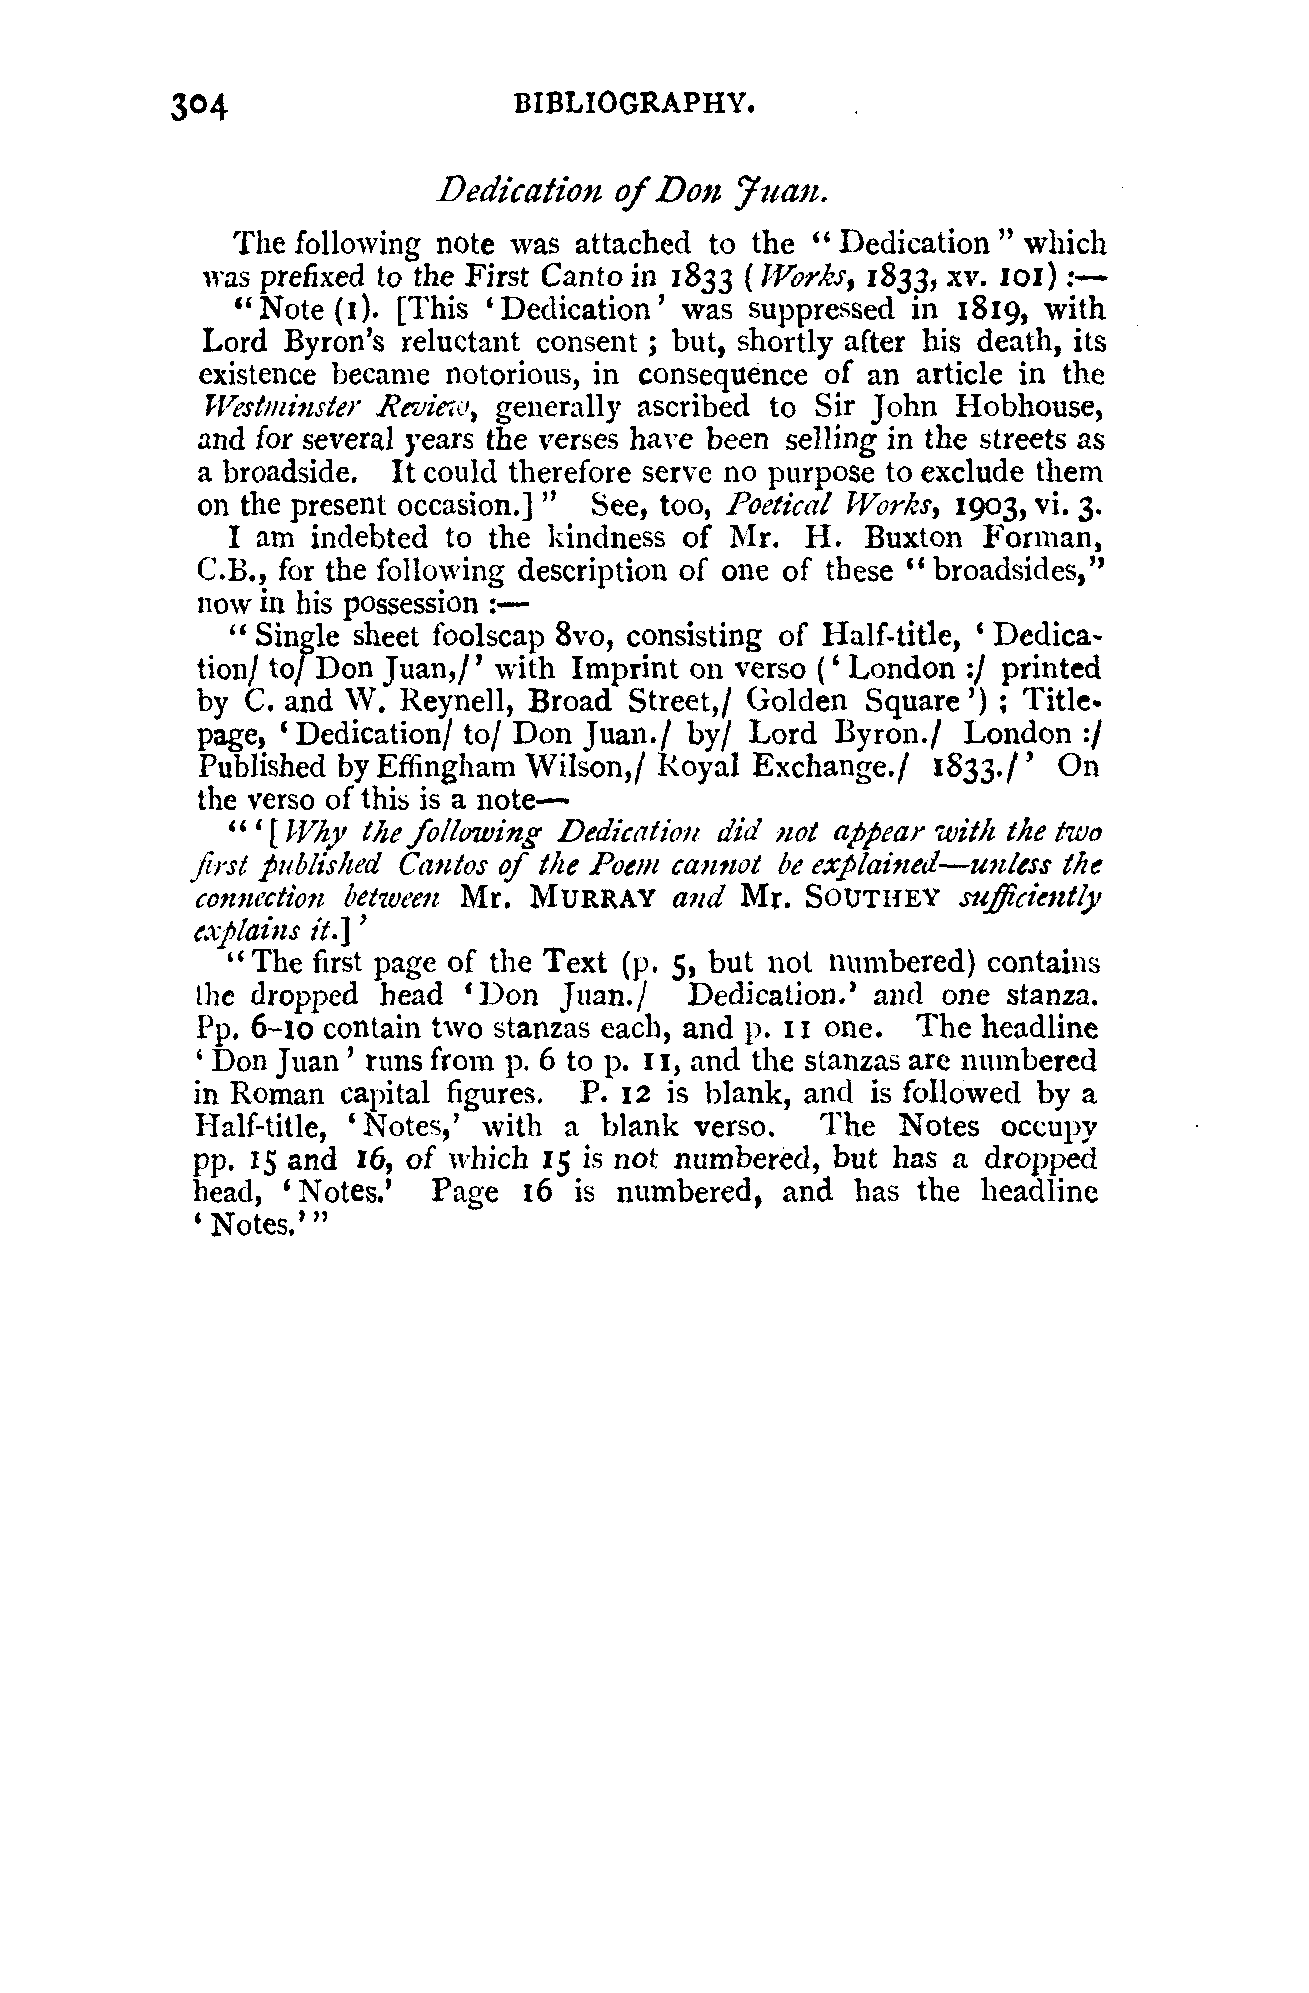 304 BIBLIOGRAPHY.
Dedication of Don Juan.
The following note was attached to the “Dedication” which
was prefixed to the First Canto in 1833 (Works, 1833, xv. 101) :—
“Note (1). [This ‘Dedication’ was suppressed in 1819, with
Lord Byron's reluctant consent ; but, shortly after his death, its
existence became notorious, in consequence of an article in the
Westminster Review, generally ascribed to Sir John Hobhouse,
and for several years the verses have been selling in the streets as
a broadside. It could therefore serve no purpose to exclude them
on the present occasion.]” See, too, Poetical Works, 1903, vi. 3.
I am indebted to the kindness of Mr. H. Buxton Forman,
C.B., for the following description of one of these “broadsides,”
now in his possession :—
“Single sheet foolscap 8vo, consisting of Half-title, ‘Dedica-
tion/ to/ Don Juan,/’ with Imprint on verso (‘London :/ printed
by C. and W. Reynell, Broad Street,/ Golden Square’) ; Title-
page, ‘Dedication/ to/ Don Juan./ by/ Lord Byron./ London :/
Published by Effingham Wilson,/ Royal Exchange./ 1833./’ On
the verso of this is a note—
“‘[Why the following Dedication did not appear with the two
first published Cantos of the Poem cannot be explained—unless the
connection between Mr. MURRAY and Mr. SOUTHEY sufficiently
explains it.]’
“The first page of the Text (p. 5, but not numbered) contains
the dropped head ‘Don Juan./ Dedication.’ and one stanza.
Pp. 6–10 contain two stanzas each, and p. 11 one. The headline
‘Don Juan’ runs from p. 6 to p. 11, and the stanzas are numbered
in Roman capital figures. P. 12 is blank, and is followed by a
Half-title, ‘Notes,’ with a blank verso. The Notes occupy
pp. 15 and 16, of which 15 is not numbered, but has a dropped
head, ‘Notes.’ Page 16 is numbered, and has the headline
‘Notes.’”